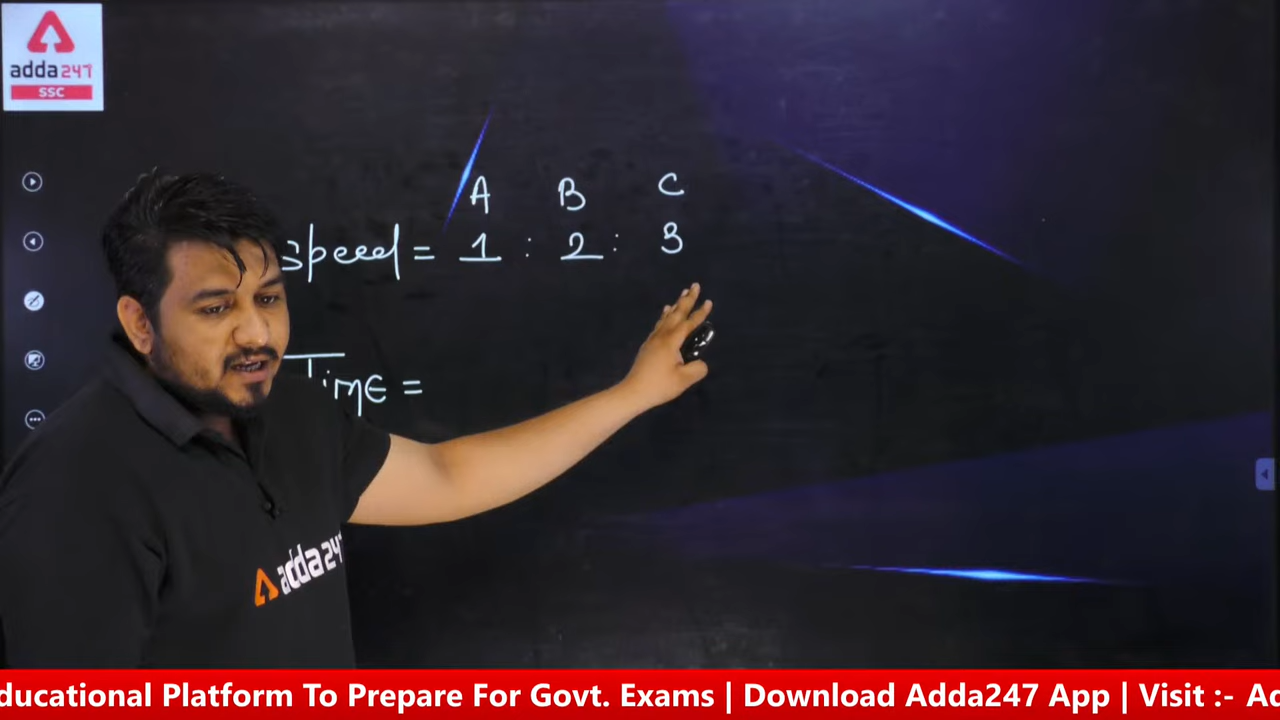 adda247
SSC
A B C
Speed = 1 : 2 : 3
Time =
adda247
ducational Platform To Prepare For Govt. Exams | Download Adda247 App | Visit :- Ad